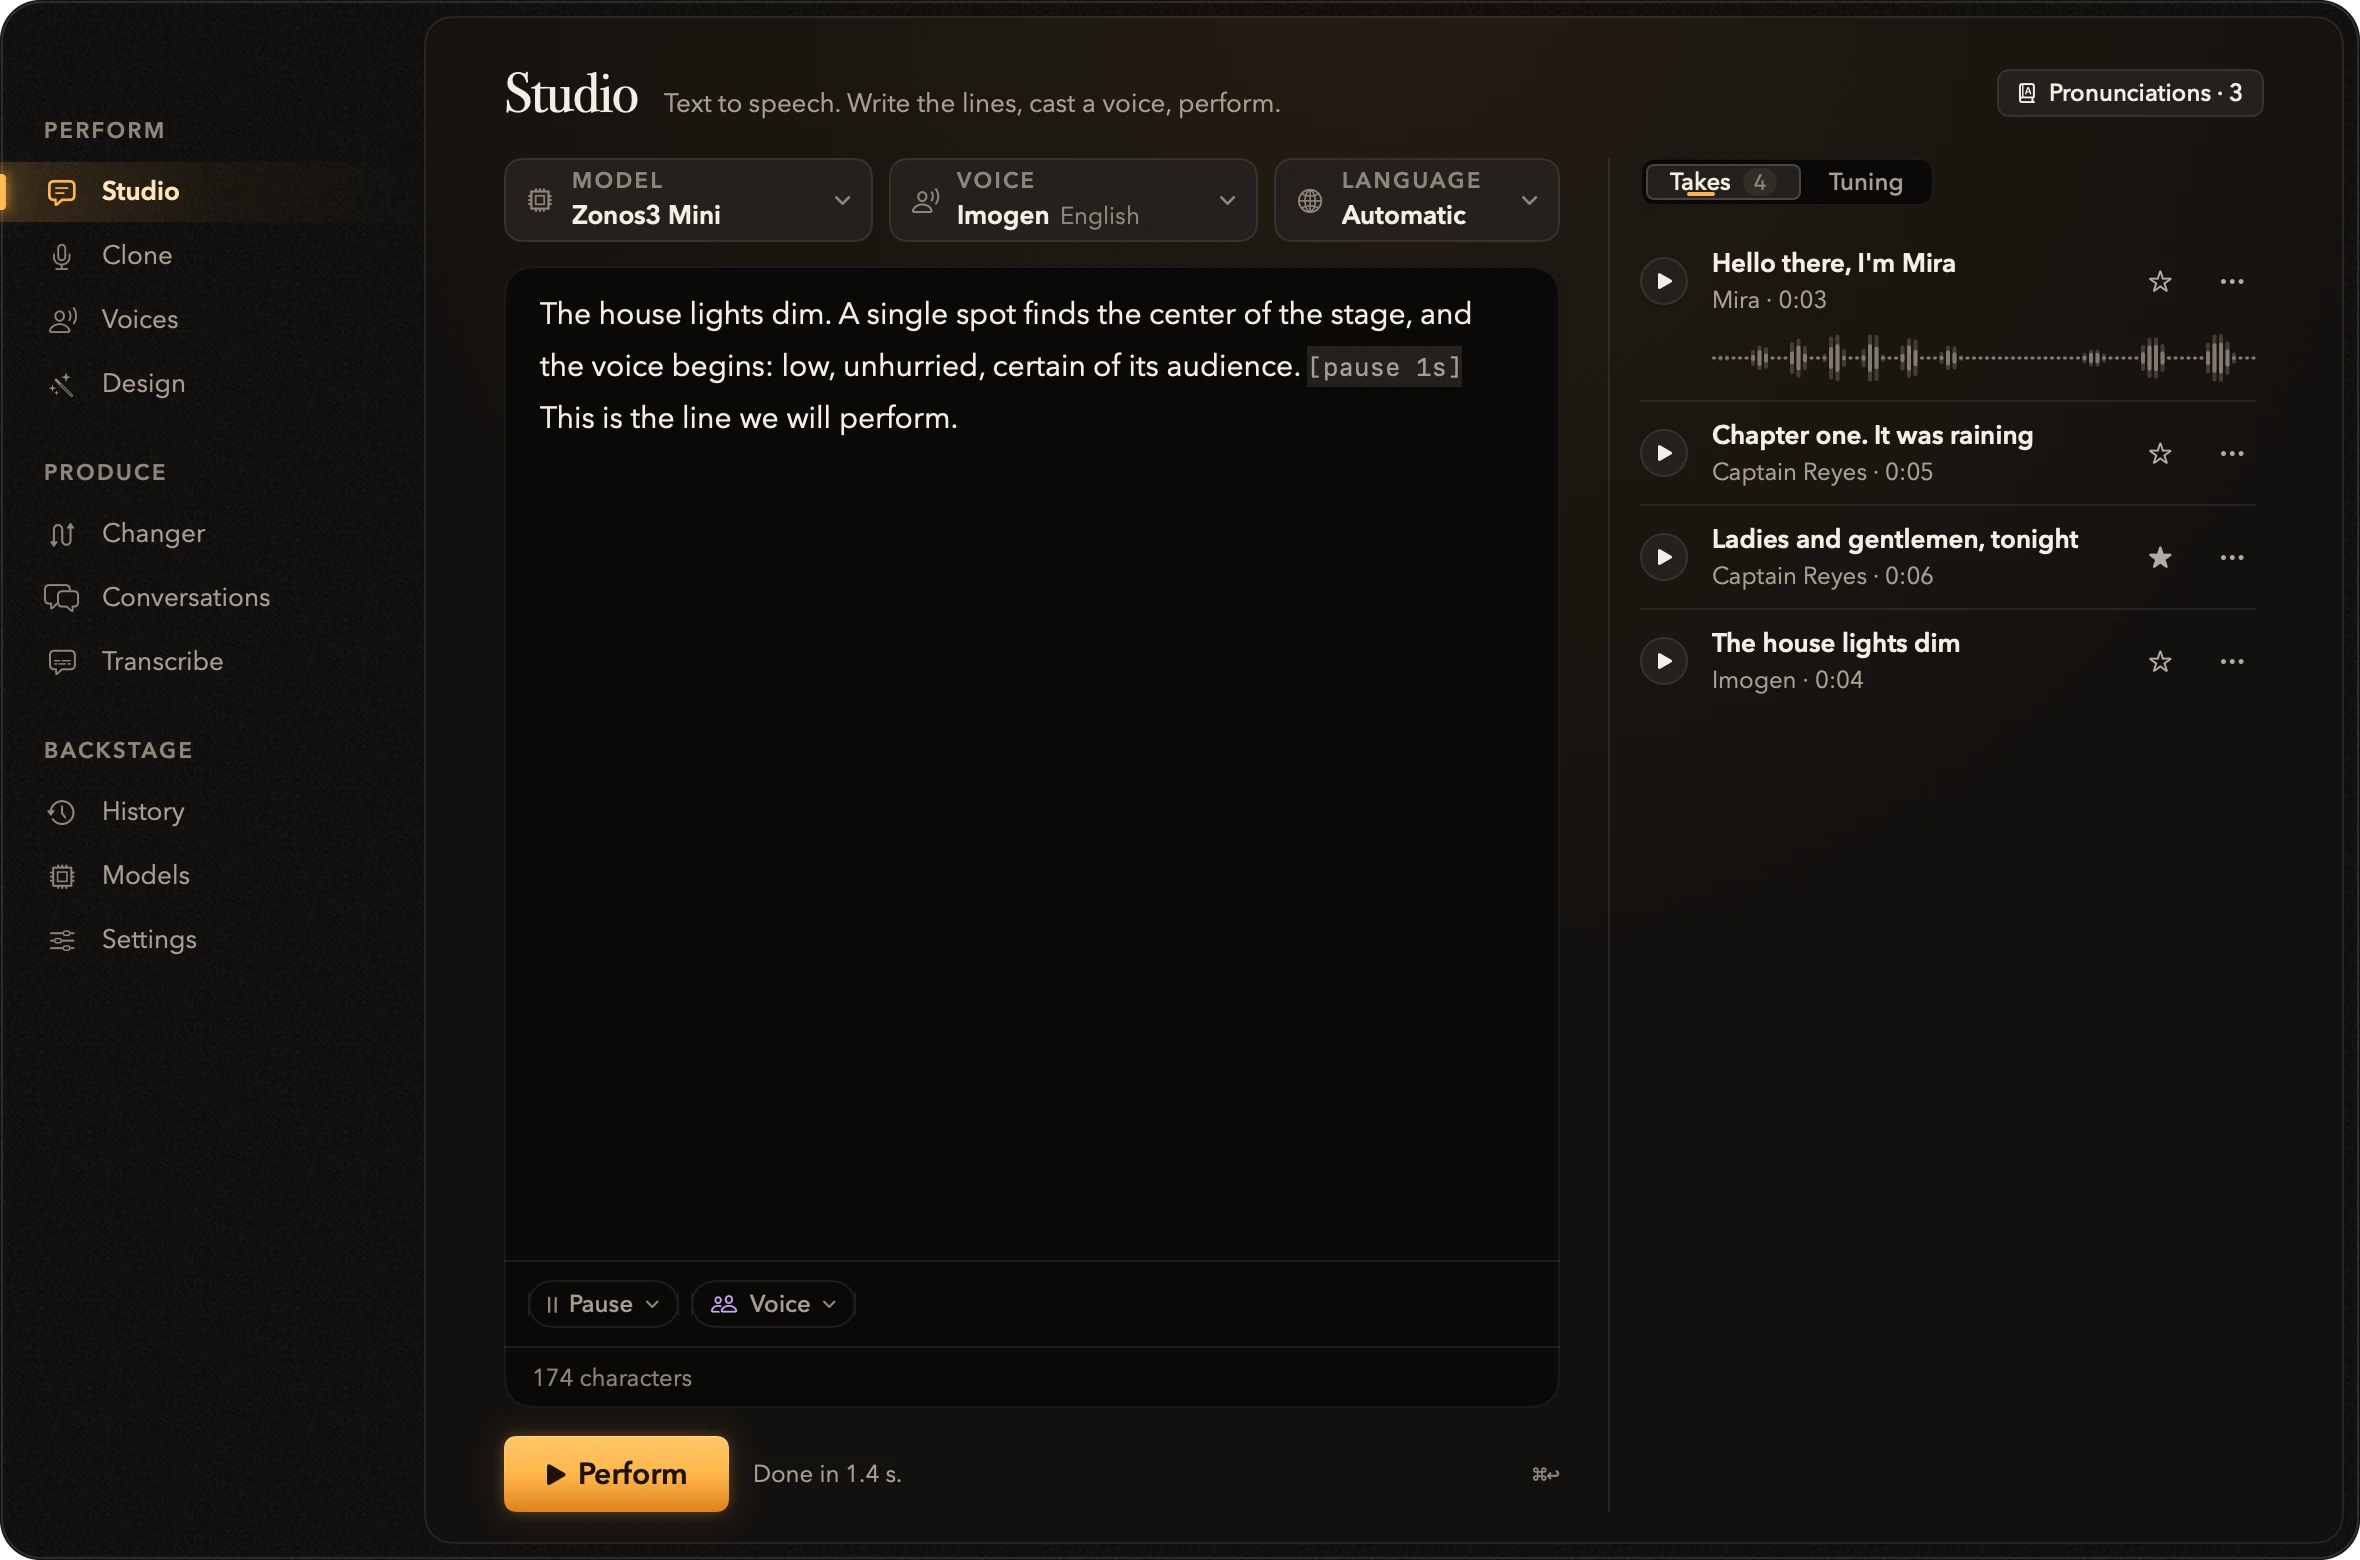 PERFORM
Studio
Clone
Voices
Design
PRODUCE
Changer
Conversations
Transcribe
BACKSTAGE
History
Models
Settings
Studio
Text to speech. Write the lines, cast a voice, perform.
Pronunciations · 3
MODEL
Zonos3 Mini
VOICE
Imogen English
LANGUAGE
Automatic
The house lights dim. A single spot finds the center of the stage, and
the voice begins: low, unhurried, certain of its audience. [pause 1s]
This is the line we will perform.
Pause
Voice
174 characters
Perform
Done in 1.4 s.
⌘↩
Takes 4
Tuning
Hello there, I'm Mira
Mira · 0:03
Chapter one. It was raining
Captain Reyes · 0:05
Ladies and gentlemen, tonight
Captain Reyes · 0:06
The house lights dim
Imogen · 0:04